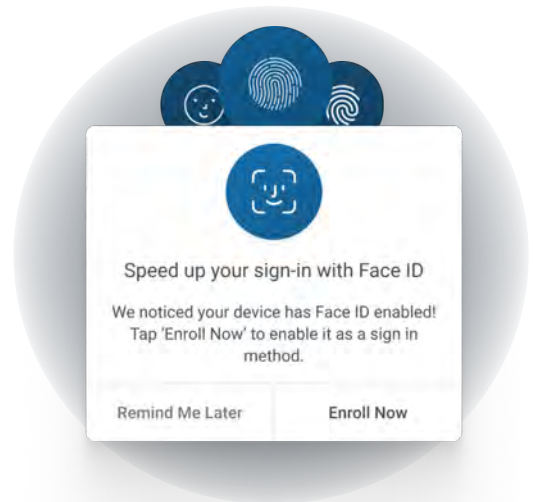 Speed up your sign-in with Face ID
We noticed your device has Face ID enabled!
Tap 'Enroll Now' to enable it as a sign in
method.
Remind Me Later
Enroll Now